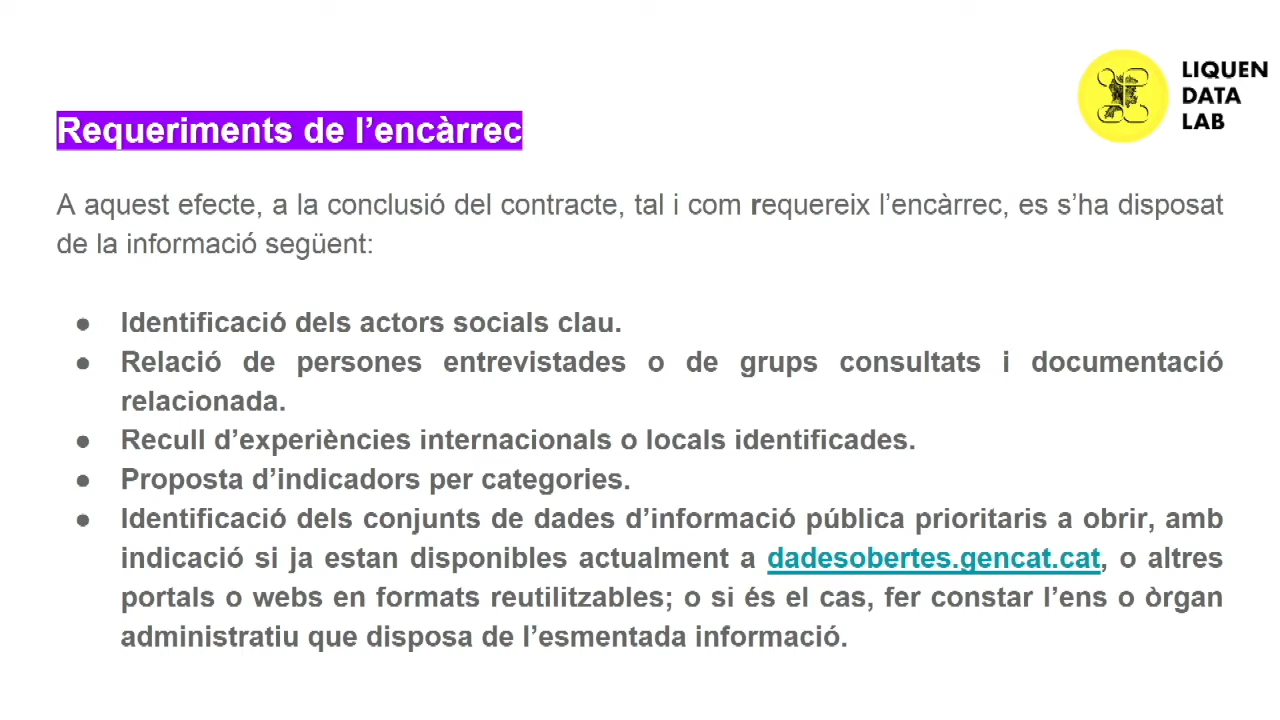 LIQUEN
DATA
LAB
Requeriments de l’encàrrec
A aquest efecte, a la conclusió del contracte, tal i com requereix l’encàrrec, es s’ha disposat
de la informació següent:
● Identificació dels actors socials clau.
● Relació de persones entrevistades o de grups consultats i documentació
relacionada.
● Recull d’experiències internacionals o locals identificades.
● Proposta d’indicadors per categories.
● Identificació dels conjunts de dades d’informació pública prioritaris a obrir, amb
indicació si ja estan disponibles actualment a dadesobertes.gencat.cat, o altres
portals o webs en formats reutilitzables; o si és el cas, fer constar l’ens o òrgan
administratiu que disposa de l’esmentada informació.